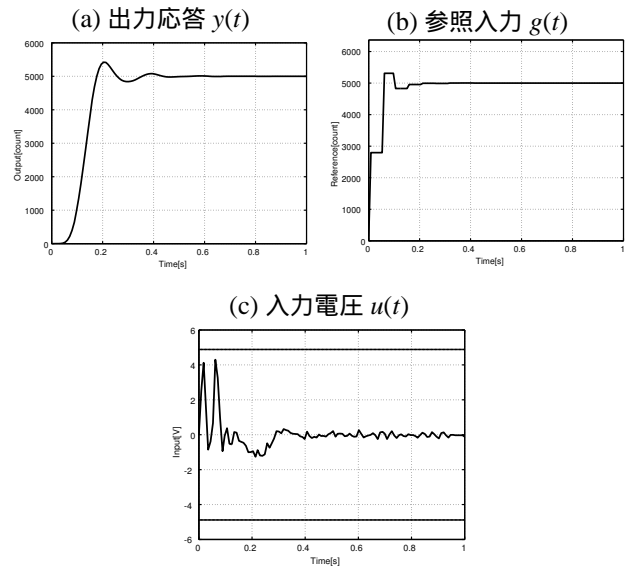 (a) 出力応答 y(t)
6000
5000
4000
3000
2000
1000
0
Output[count]
0 0.2 0.4 0.6 0.8 1
Time[s]
(b) 参照入力 g(t)
6000
5000
4000
3000
2000
1000
0
Reference[count]
0 0.2 0.4 0.6 0.8 1
Time[s]
(c) 入力電圧 u(t)
6
4
2
0
-2
-4
-6
Input[V]
0 0.2 0.4 0.6 0.8 1
Time[s]